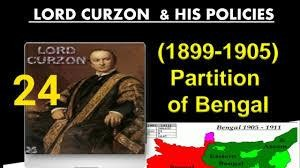 LORD CURZON & HIS POLICIES
LORD
CURZON
24
(1899-1905)
Partition
of Bengal
Bengal 1905 - 1911